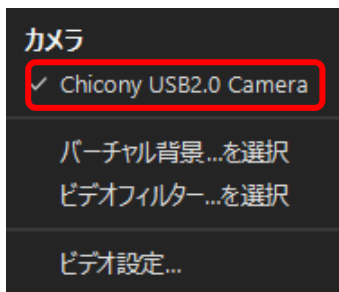 カメラ
✓ Chicony USB2.0 Camera
バーチャル背景...を選択
ビデオフィルター...を選択
ビデオ設定...